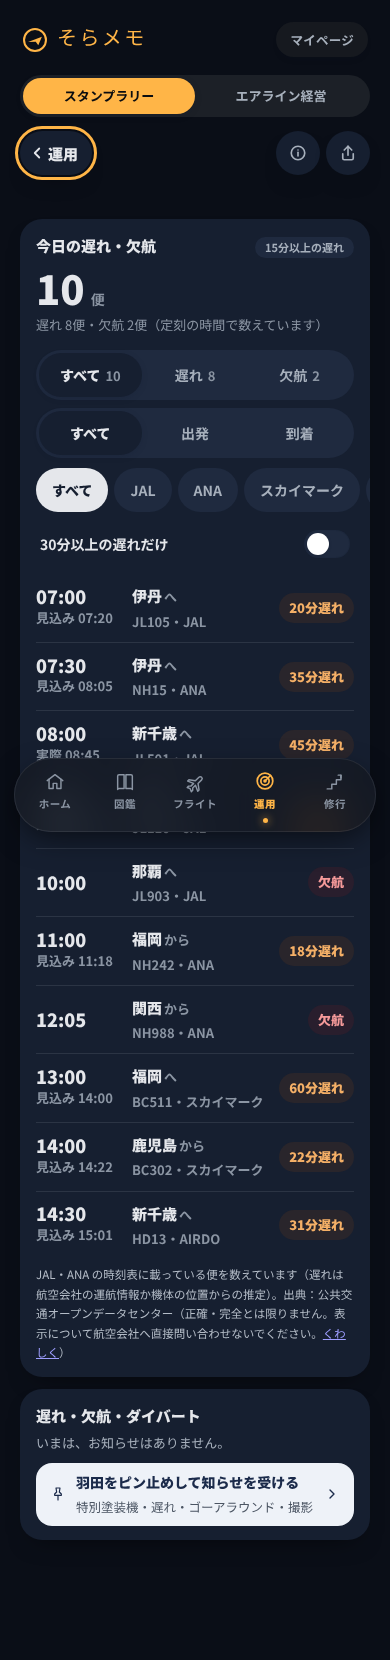 そらメモ
マイページ
スタンプラリー
エアライン経営
運用
今日の遅れ・欠航
15分以上の遅れ
10 便
遅れ 8便・欠航 2便（定刻の時間で数えています）
すべて 10
遅れ 8
欠航 2
すべて
出発
到着
すべて
JAL
ANA
スカイマーク
30分以上の遅れだけ
07:00
伊丹へ
見込み 07:20
JL105・JAL
20分遅れ
07:30
伊丹へ
見込み 08:05
NH15・ANA
35分遅れ
08:00
新千歳へ
実際 08:45
45分遅れ
ホーム
図鑑
フライト
運用
修行
10:00
那覇へ
JL903・JAL
欠航
11:00
福岡から
見込み 11:18
NH242・ANA
18分遅れ
12:05
関西から
NH988・ANA
欠航
13:00
福岡へ
見込み 14:00
BC511・スカイマーク
60分遅れ
14:00
鹿児島から
見込み 14:22
BC302・スカイマーク
22分遅れ
14:30
新千歳へ
見込み 15:01
HD13・AIRDO
31分遅れ
JAL・ANA の時刻表に載っている便を数えています（遅れは
航空会社の運航情報か機体の位置からの推定）。出典：公共交
通オープンデータセンター（正確・完全とは限りません。表
示について航空会社へ直接問い合わせないでください。くわ
しく）
遅れ・欠航・ダイバート
いまは、お知らせはありません。
羽田をピン止めして知らせを受ける
特別塗装機・遅れ・ゴーアラウンド・撮影